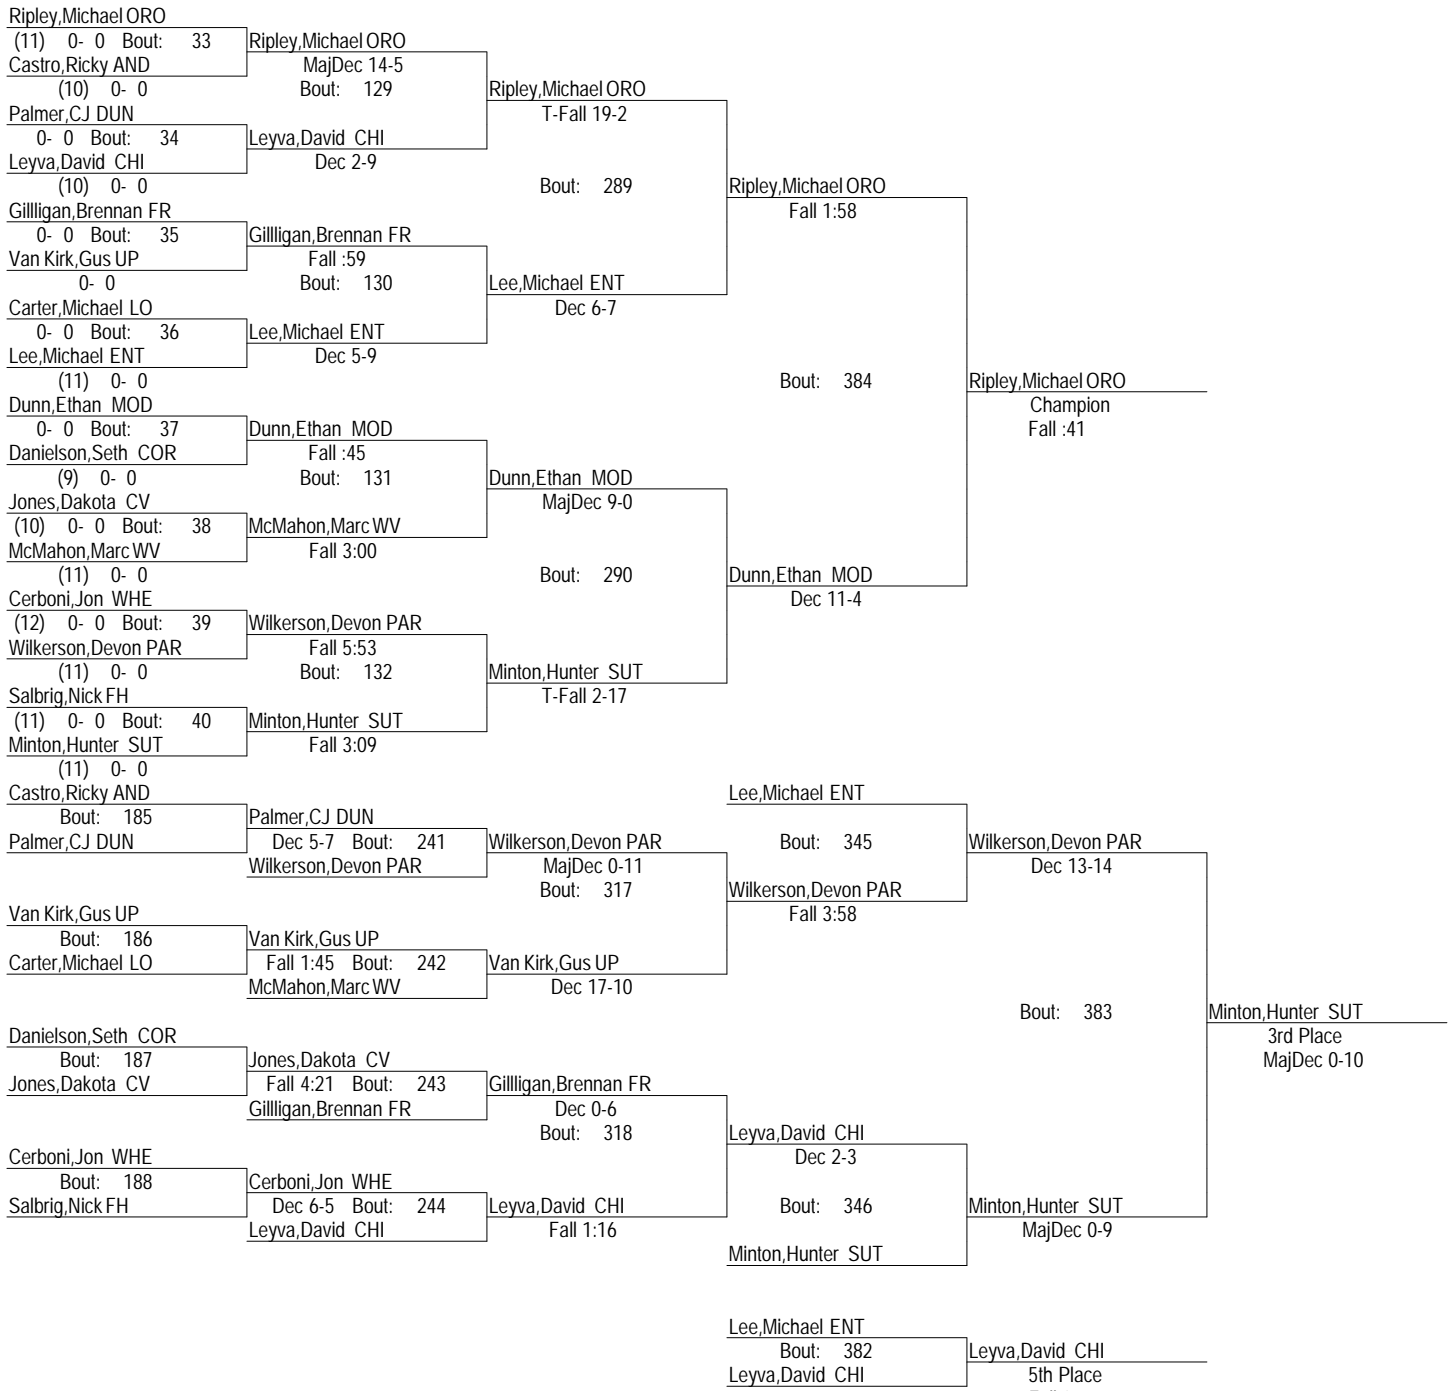 Ripley,Michael ORO
(11) 0- 0 Bout: 33 Ripley,Michael ORO
Castro,Ricky AND MajDec 14-5
(10) 0- 0 Bout: 129 Ripley,Michael ORO
Palmer,CJ DUN T-Fall 19-2
0- 0 Bout: 34 Leyva,David CHI
Leyva,David CHI Dec 2-9
(10) 0- 0 Bout: 289 Ripley,Michael ORO
Gillligan,Brennan FR Fall 1:58
0- 0 Bout: 35 Gillligan,Brennan FR
Van Kirk,Gus UP Fall :59
0- 0 Bout: 130 Lee,Michael ENT
Carter,Michael LO Dec 6-7
0- 0 Bout: 36 Lee,Michael ENT
Lee,Michael ENT Dec 5-9
(11) 0- 0 Bout: 384 Ripley,Michael ORO
Dunn,Ethan MOD Champion
0- 0 Bout: 37 Dunn,Ethan MOD Fall :41
Danielson,Seth COR Fall :45
(9) 0- 0 Bout: 131 Dunn,Ethan MOD
Jones,Dakota CV MajDec 9-0
(10) 0- 0 Bout: 38 McMahon,Marc WV
McMahon,Marc WV Fall 3:00
(11) 0- 0 Bout: 290 Dunn,Ethan MOD
Cerboni,Jon WHE Dec 11-4
(12) 0- 0 Bout: 39 Wilkerson,Devon PAR
Wilkerson,Devon PAR Fall 5:53
(11) 0- 0 Bout: 132 Minton,Hunter SUT
Salbrig,Nick FH T-Fall 2-17
(11) 0- 0 Bout: 40 Minton,Hunter SUT
Minton,Hunter SUT Fall 3:09
(11) 0- 0
Castro,Ricky AND Lee,Michael ENT
Bout: 185 Palmer,CJ DUN
Palmer,CJ DUN Dec 5-7 Bout: 241 Wilkerson,Devon PAR Bout: 345 Wilkerson,Devon PAR
Wilkerson,Devon PAR MajDec 0-11 Dec 13-14
Bout: 317 Wilkerson,Devon PAR
Van Kirk,Gus UP Fall 3:58
Bout: 186 Van Kirk,Gus UP
Carter,Michael LO Fall 1:45 Bout: 242 Van Kirk,Gus UP
McMahon,Marc WV Dec 17-10
Bout: 383 Minton,Hunter SUT
Danielson,Seth COR 3rd Place
Bout: 187 Jones,Dakota CV MajDec 0-10
Jones,Dakota CV Fall 4:21 Bout: 243 Gillligan,Brennan FR
Gillligan,Brennan FR Dec 0-6
Bout: 318 Leyva,David CHI
Cerboni,Jon WHE Dec 2-3
Bout: 188 Cerboni,Jon WHE
Salbrig,Nick FH Dec 6-5 Bout: 244 Leyva,David CHI Bout: 346 Minton,Hunter SUT
Leyva,David CHI Fall 1:16 MajDec 0-9
Minton,Hunter SUT
Lee,Michael ENT
Bout: 382 Leyva,David CHI
Leyva,David CHI 5th Place